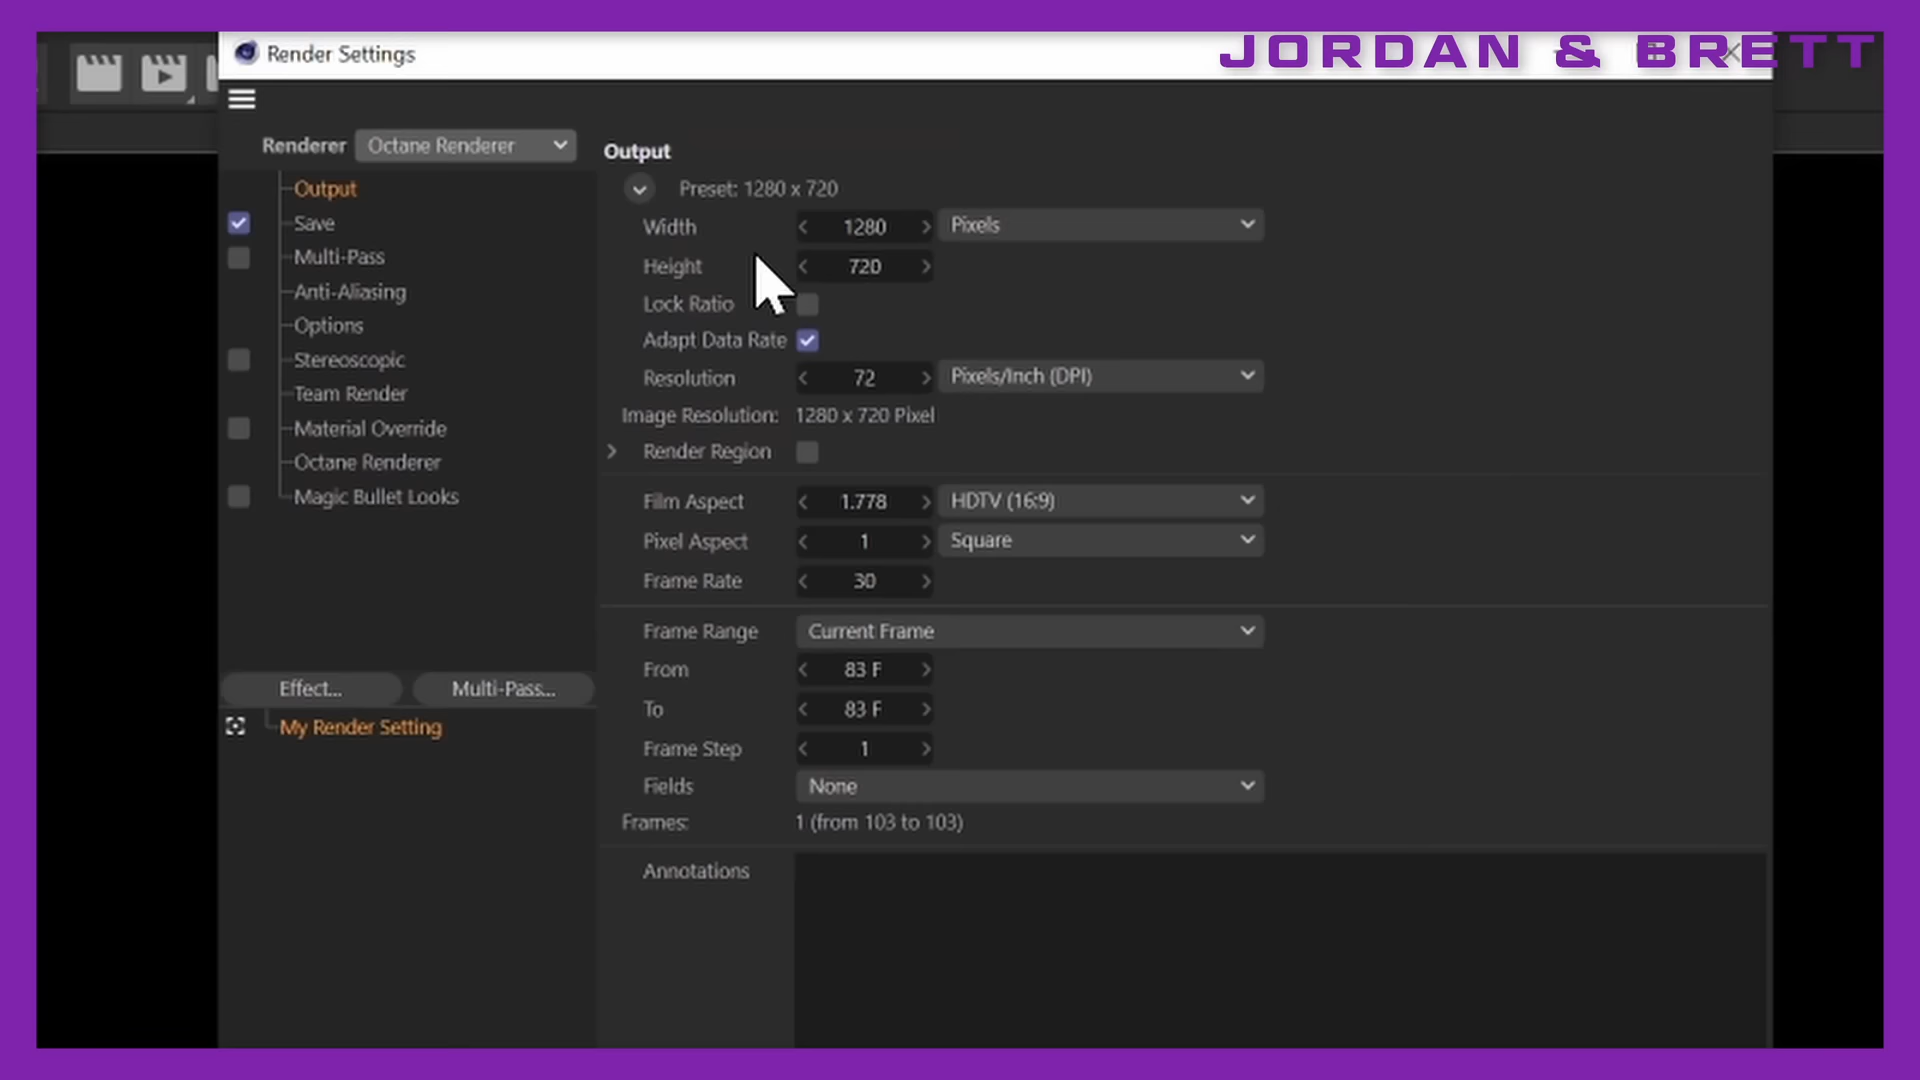 Render Settings
JORDAN & BRETT
Renderer Octane Renderer
Output
Save
Multi-Pass
Anti-Aliasing
Options
Stereoscopic
Team Render
Material Override
Octane Renderer
Magic Bullet Looks
Effect... Multi-Pass...
My Render Setting
Output
Preset: 1280 x 720
Width 1280 Pixels
Height 720
Lock Ratio
Adapt Data Rate
Resolution 72 Pixels/Inch (DPI)
Image Resolution: 1280 x 720 Pixel
Render Region
Film Aspect 1.778 HDTV (16:9)
Pixel Aspect 1 Square
Frame Rate 30
Frame Range Current Frame
From 83 F
To 83 F
Frame Step 1
Fields None
Frames: 1 (from 103 to 103)
Annotations